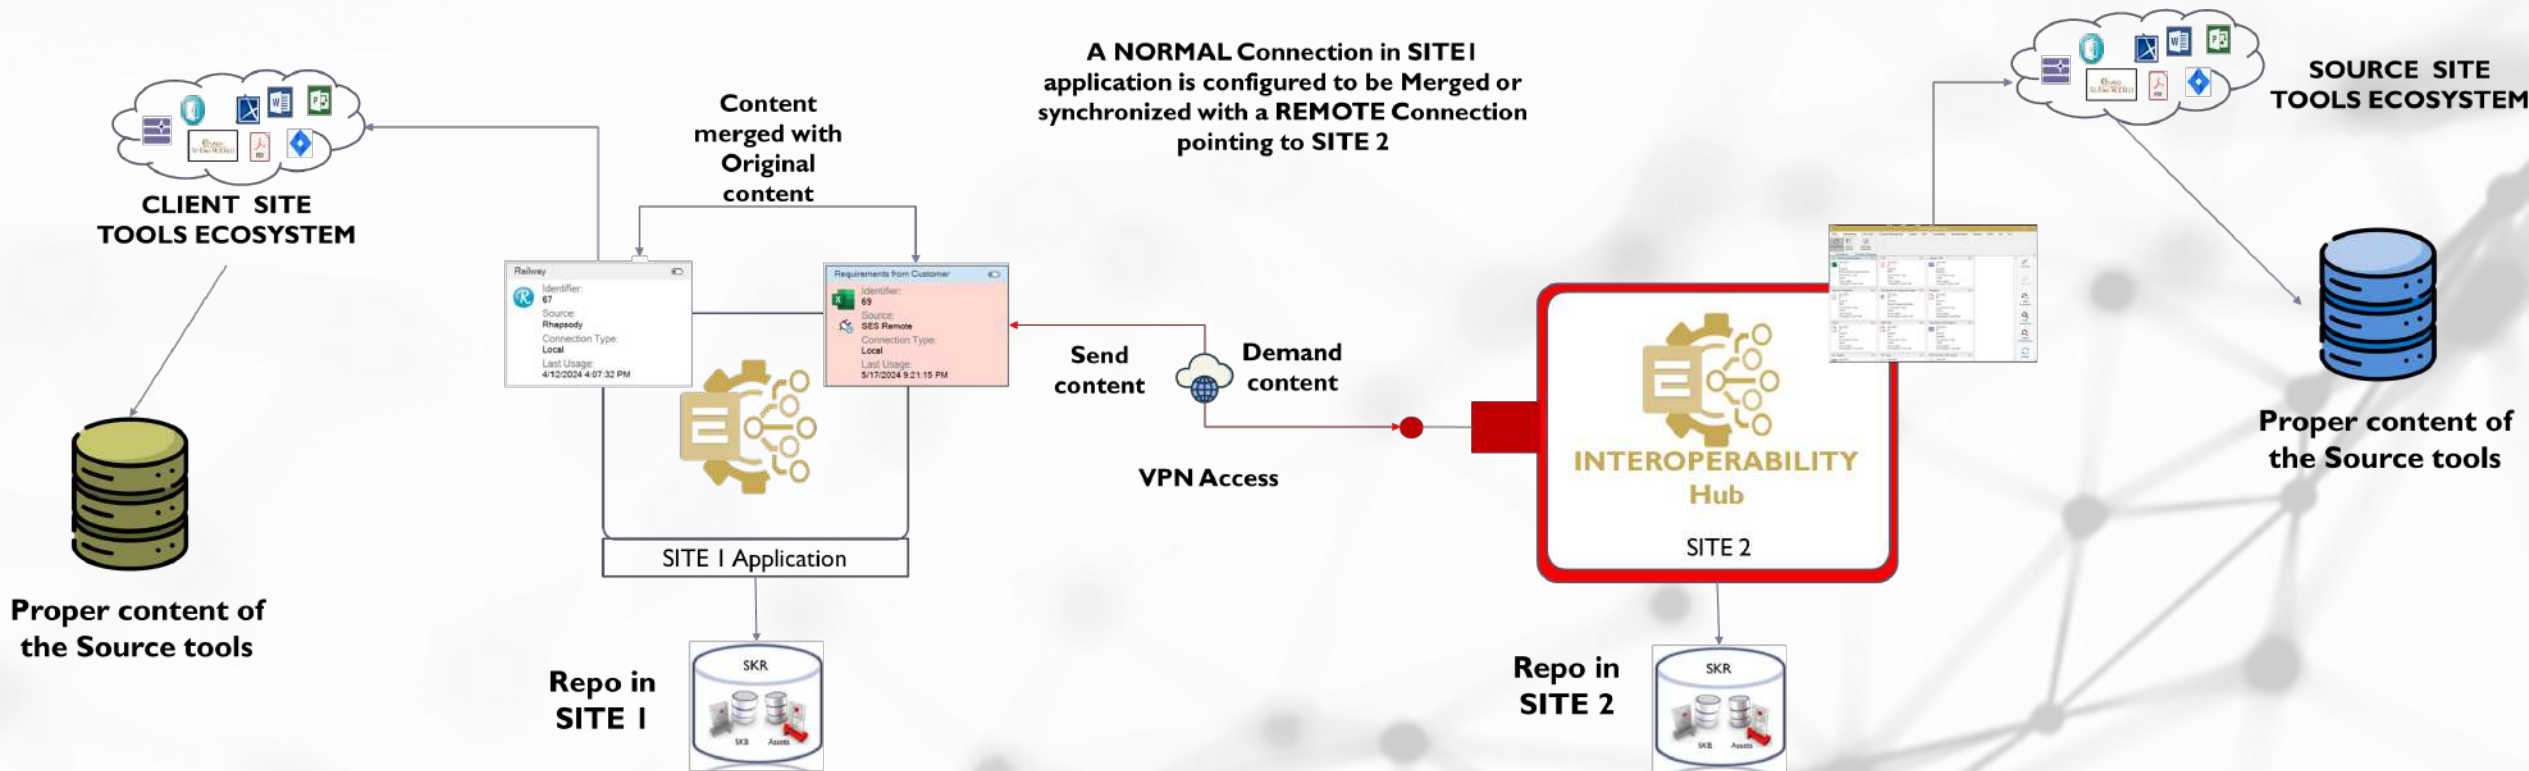 A NORMAL Connection in SITE1
application is configured to be Merged or
synchronized with a REMOTE Connection
pointing to SITE 2
SOURCE SITE
TOOLS ECOSYSTEM
Content
merged with
Original
content
CLIENT SITE
TOOLS ECOSYSTEM
Railway
Identifier:
67
Source:
Rhapsody
Connection Type:
Local
Last Usage:
4/12/2024 4:07:32 PM
Requirements from Customer
Identifier:
69
Source:
SES Remote
Connection Type:
Local
Last Usage:
5/17/2024 9:21:15 PM
Send
content
Demand
content
VPN Access
INTEROPERABILITY
Hub
SITE 2
Proper content of
the Source tools
SITE 1 Application
Proper content of
the Source tools
Repo in
SITE 1
SKR
SKB
Assets
Repo in
SITE 2
SKR
SKB
Assets
W
P
PDF
W
P
PDF
R
X